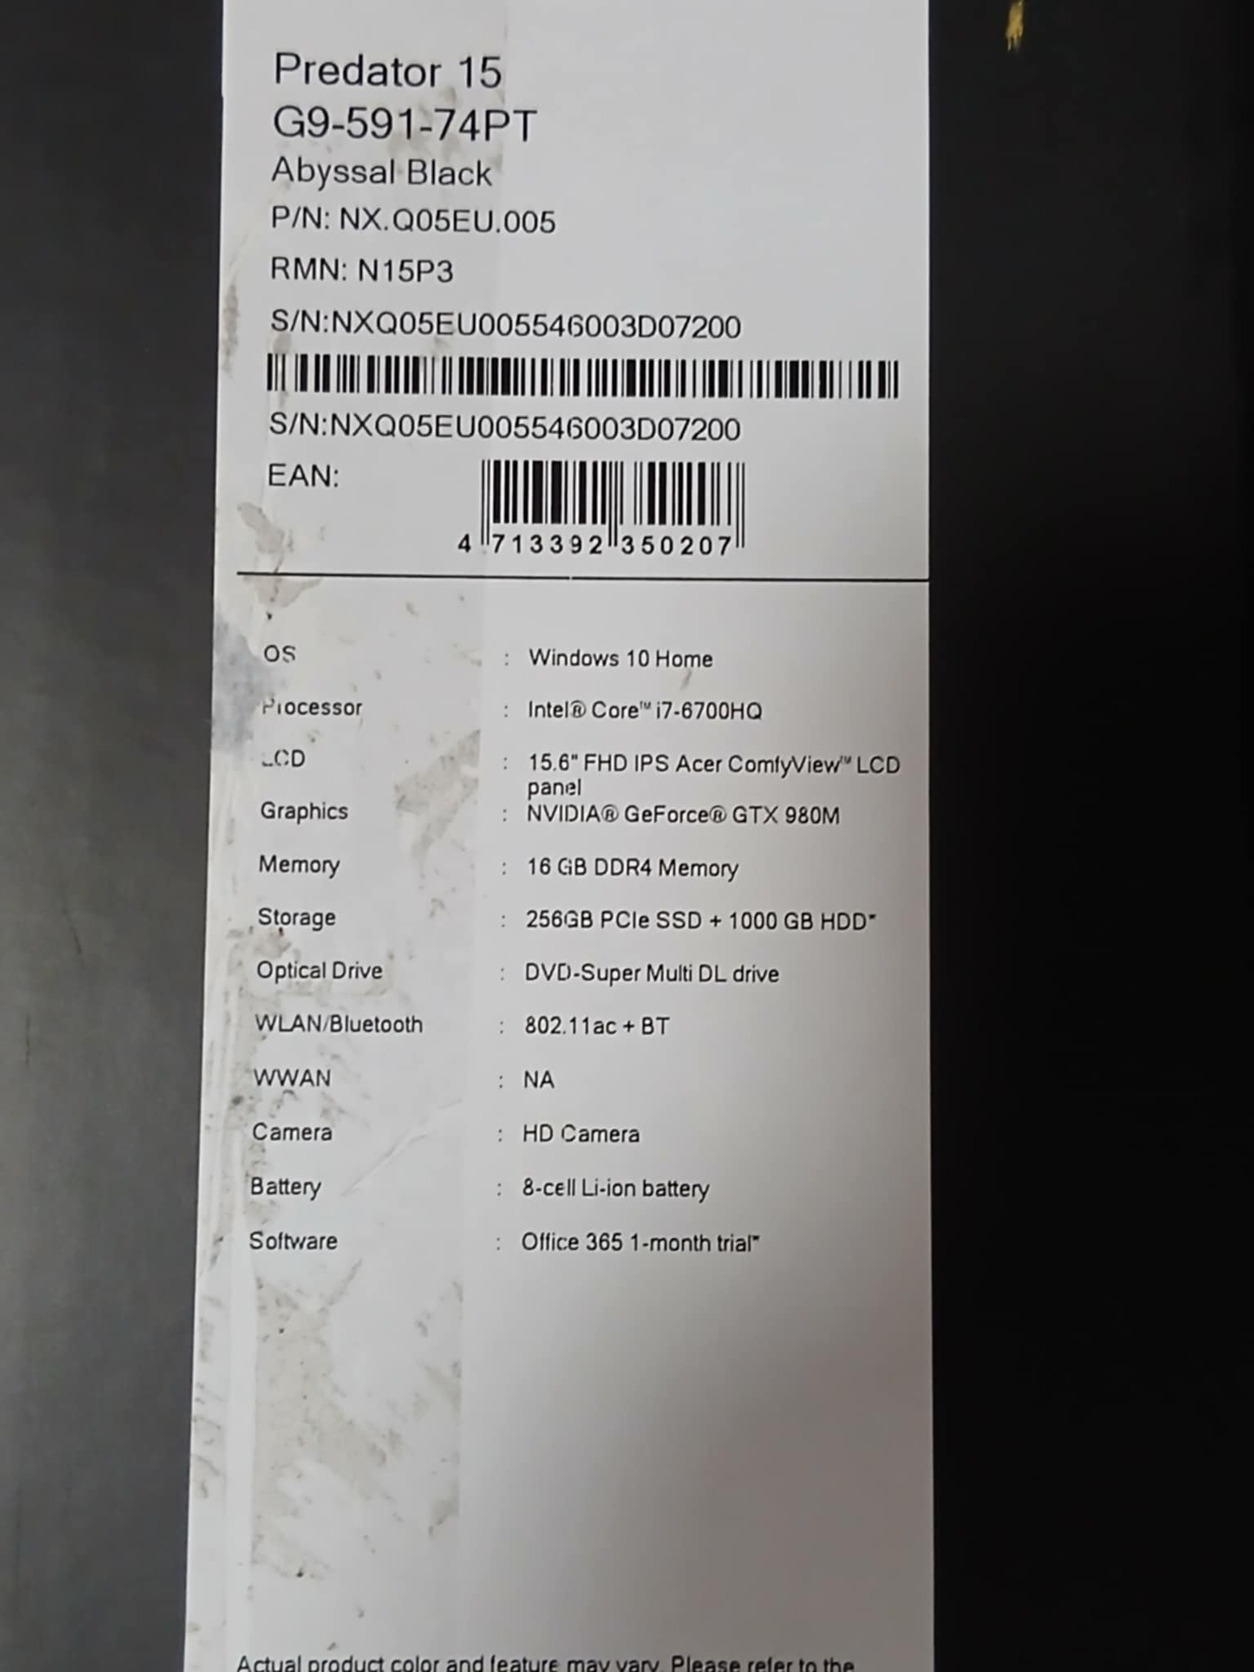 Predator 15
G9-591-74PT
Abyssal Black
P/N: NX.Q05EU.005
RMN: N15P3
S/N:NXQ05EU005546003D07200
S/N:NXQ05EU005546003D07200
EAN:
4 713392 350207
OS : Windows 10 Home
Processor : Intel® Core™ i7-6700HQ
LCD : 15.6" FHD IPS Acer ComfyView™ LCD
panel
Graphics : NVIDIA® GeForce® GTX 980M
Memory : 16 GB DDR4 Memory
Storage : 256GB PCIe SSD + 1000 GB HDD*
Optical Drive : DVD-Super Multi DL drive
WLAN/Bluetooth : 802.11ac + BT
WWAN : NA
Camera : HD Camera
Battery : 8-cell Li-ion battery
Software : Office 365 1-month trial*
Actual product color and feature may vary. Please refer to the